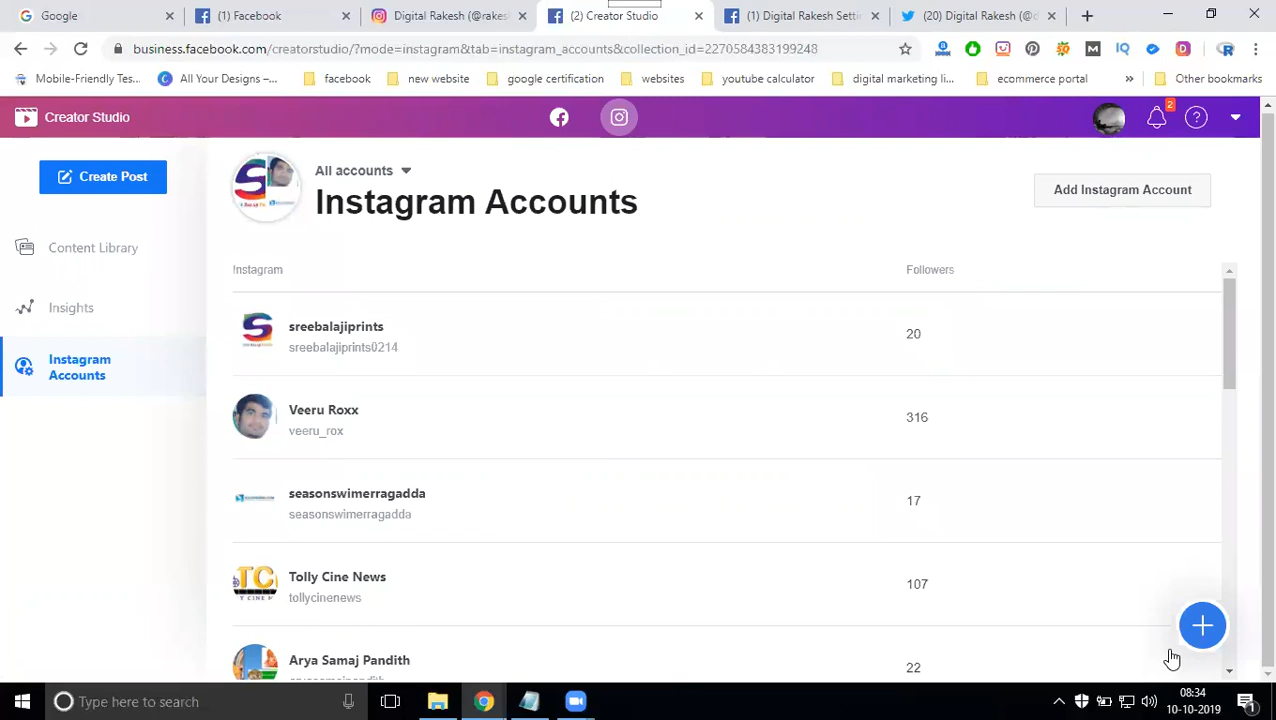 Google
(1) Facebook
Digital Rakesh (@rakes
(2) Creator Studio
(1) Digital Rakesh Setti
(20) Digital Rakesh (@d
business.facebook.com/creatorstudio/?mode=instagram&tab=instagram_accounts&collection_id=2270584383199248
Mobile-Friendly Tes...
All Your Designs –...
facebook
new website
google certification
websites
youtube calculator
digital marketing li...
ecommerce portal
Other bookmarks
Creator Studio
2
Create Post
All accounts
Instagram Accounts
Add Instagram Account
Content Library
Insights
Instagram
Accounts
Instagram
Followers
sreebalajiprints
sreebalajiprints0214
20
Veeru Roxx
veeru_rox
316
seasonswimerragadda
seasonswimerragadda
17
Tolly Cine News
tollycinenews
107
Arya Samaj Pandith
22
Type here to search
08:34
10-10-2019